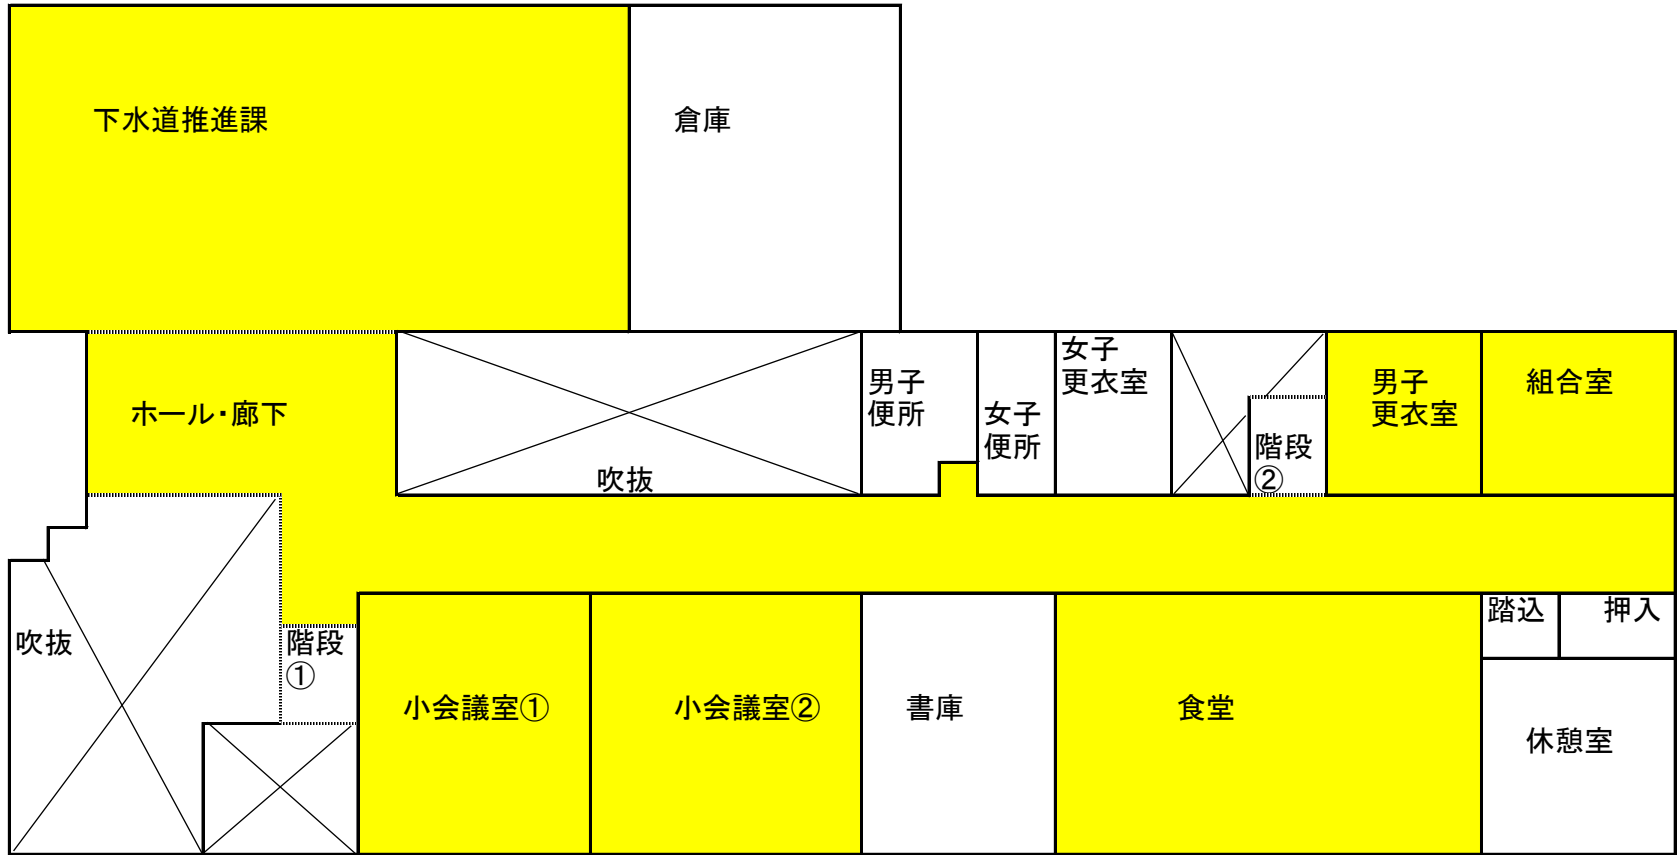 下水道推進課
倉庫
ホール・廊下
吹抜
男子
便所
女子
便所
女子
更衣室
階段
②
男子
更衣室
組合室
吹抜
階段
①
小会議室①
小会議室②
書庫
食堂
踏込
押入
休憩室